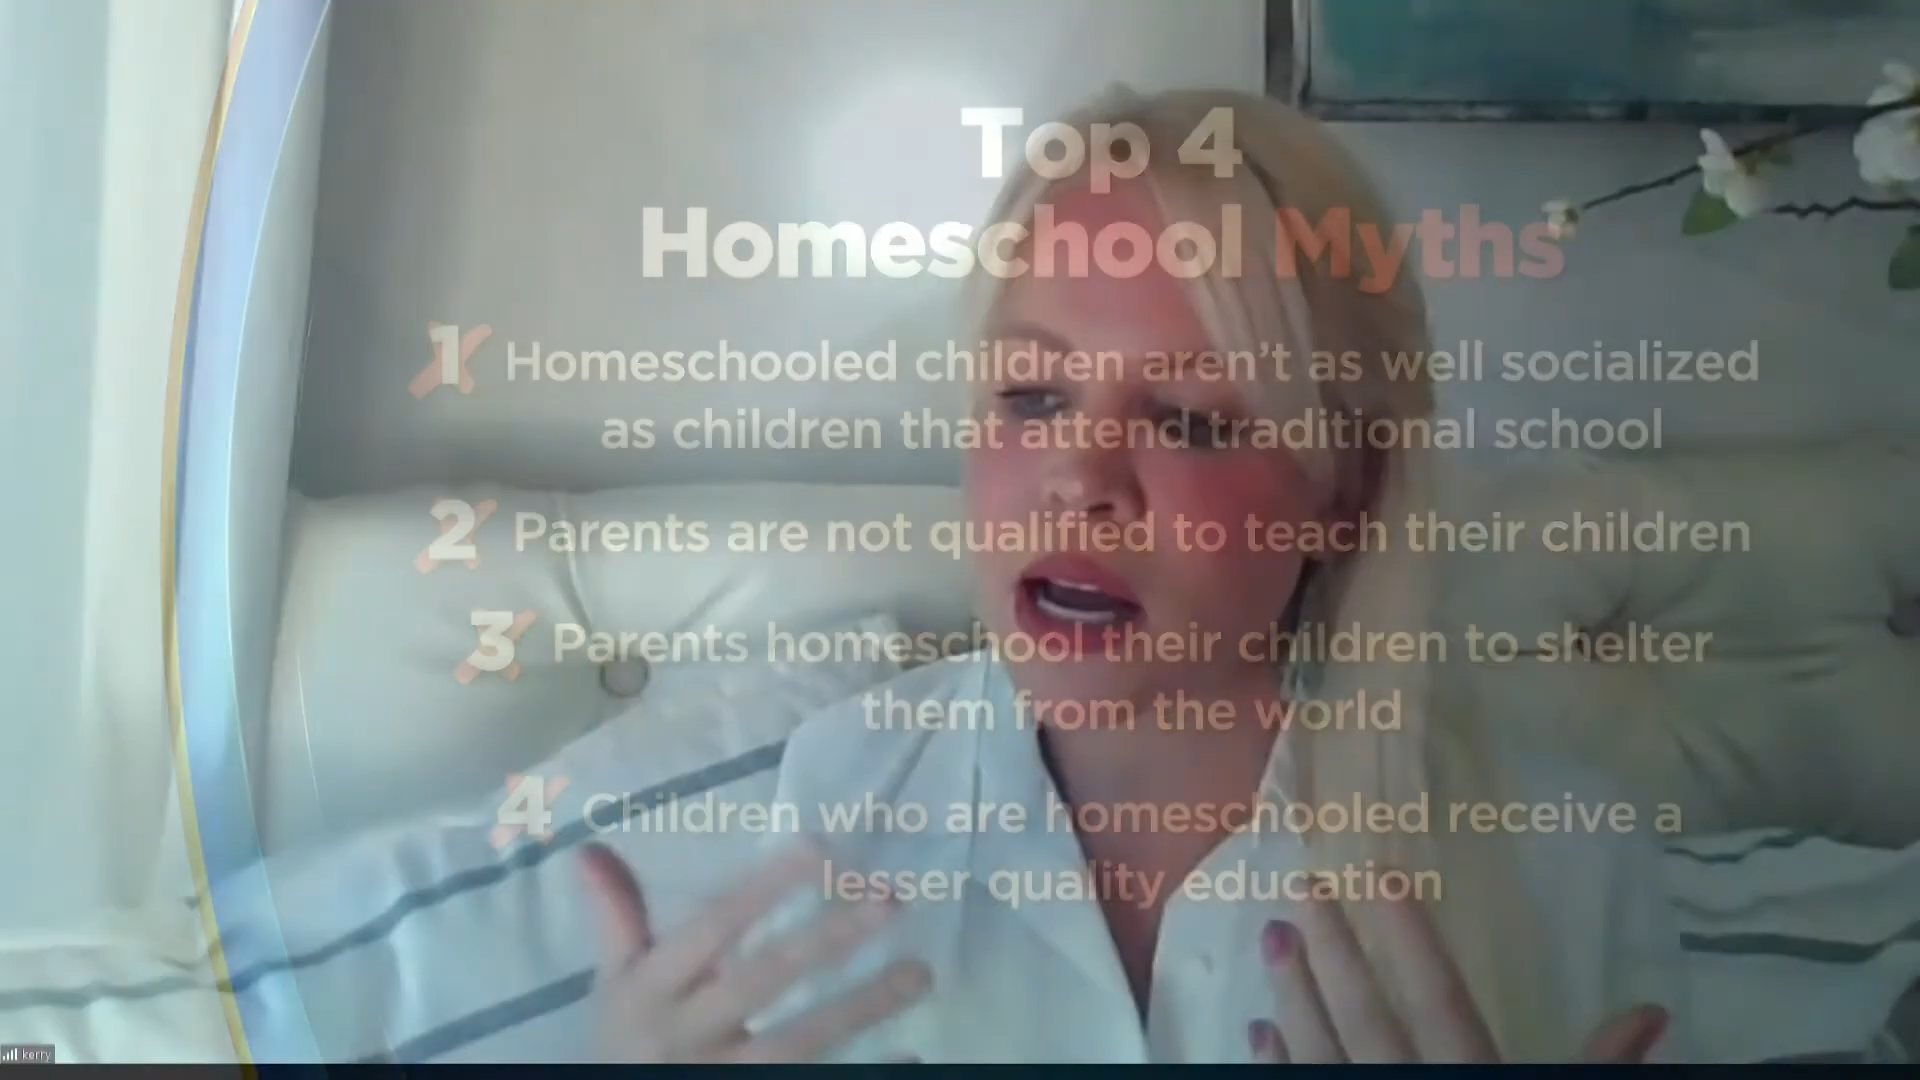 Top 4
Homeschool Myths
1 Homeschooled children aren't as well socialized
as children that attend traditional school
2 Parents are not qualified to teach their children
3 Parents homeschool their children to shelter
them from the world
4 Children who are homeschooled receive a
lesser quality education
kerry